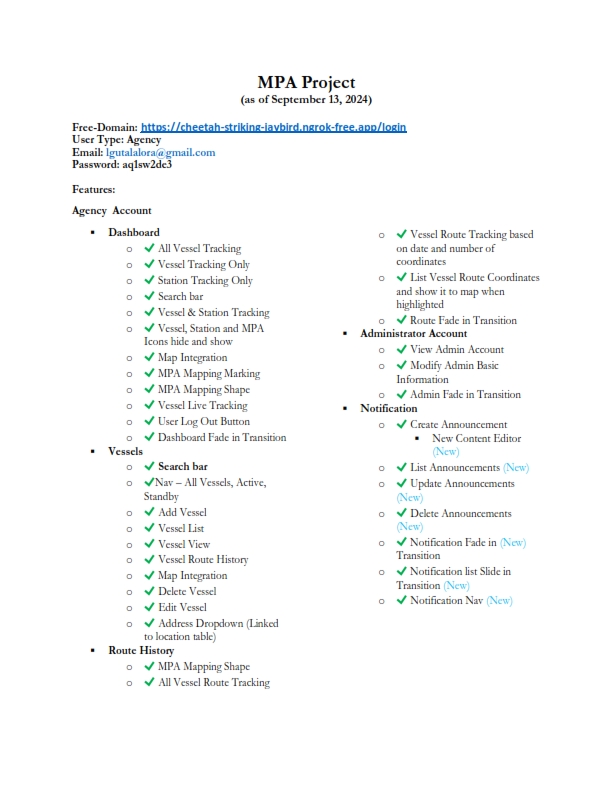 MPA Project
(as of September 13, 2024)
Free-Domain: https://cheetah-striking-jaybird.ngrok-free.app/login
User Type: Agency
Email: lgutalalora@gmail.com
Password: aq1sw2de3
Features:
Agency Account
▪ Dashboard
o ✔ All Vessel Tracking
o ✔ Vessel Tracking Only
o ✔ Station Tracking Only
o ✔ Search bar
o ✔ Vessel & Station Tracking
o ✔ Vessel, Station and MPA
Icons hide and show
o ✔ Map Integration
o ✔ MPA Mapping Marking
o ✔ MPA Mapping Shape
o ✔ Vessel Live Tracking
o ✔ User Log Out Button
o ✔ Dashboard Fade in Transition
▪ Vessels
o ✔ Search bar
o ✔Nav – All Vessels, Active,
Standby
o ✔ Add Vessel
o ✔ Vessel List
o ✔ Vessel View
o ✔ Vessel Route History
o ✔ Map Integration
o ✔ Delete Vessel
o ✔ Edit Vessel
o ✔ Address Dropdown (Linked
to location table)
▪ Route History
o ✔ MPA Mapping Shape
o ✔ All Vessel Route Tracking
o ✔ Vessel Route Tracking based
on date and number of
coordinates
o ✔ List Vessel Route Coordinates
and show it to map when
highlighted
o ✔ Route Fade in Transition
▪ Administrator Account
o ✔ View Admin Account
o ✔ Modify Admin Basic
Information
o ✔ Admin Fade in Transition
▪ Notification
o ✔ Create Announcement
▪ New Content Editor
(New)
o ✔ List Announcements (New)
o ✔ Update Announcements
(New)
o ✔ Delete Announcements
(New)
o ✔ Notification Fade in (New)
Transition
o ✔ Notification list Slide in
Transition (New)
o ✔ Notification Nav (New)